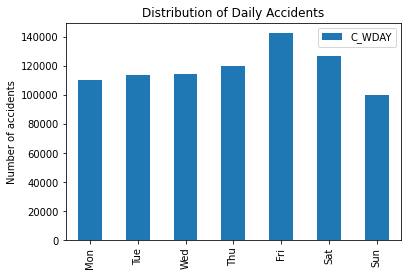 Distribution of Daily Accidents
C_WDAY
Number of accidents
140000
120000
100000
80000
60000
40000
20000
0
Mon
Tue
Wed
Thu
Fri
Sat
Sun